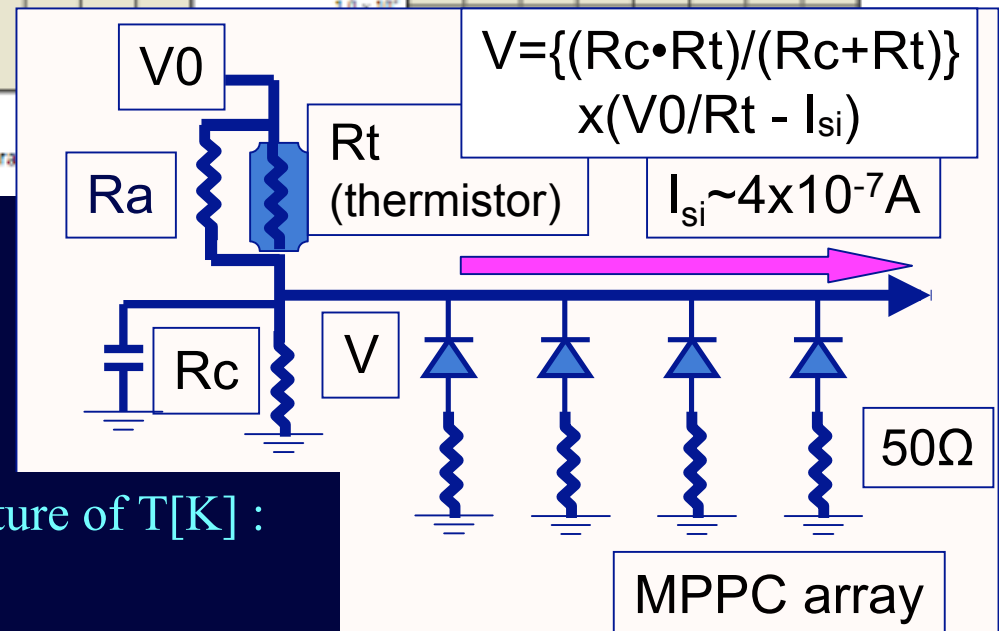 V0
V={(Rc•Rt)/(Rc+Rt)}
x(V0/Rt - Isi)
Rt
(thermistor)
Ra
Isi~4x10-7A
Rc
V
50Ω
ture of T[K] :
MPPC array